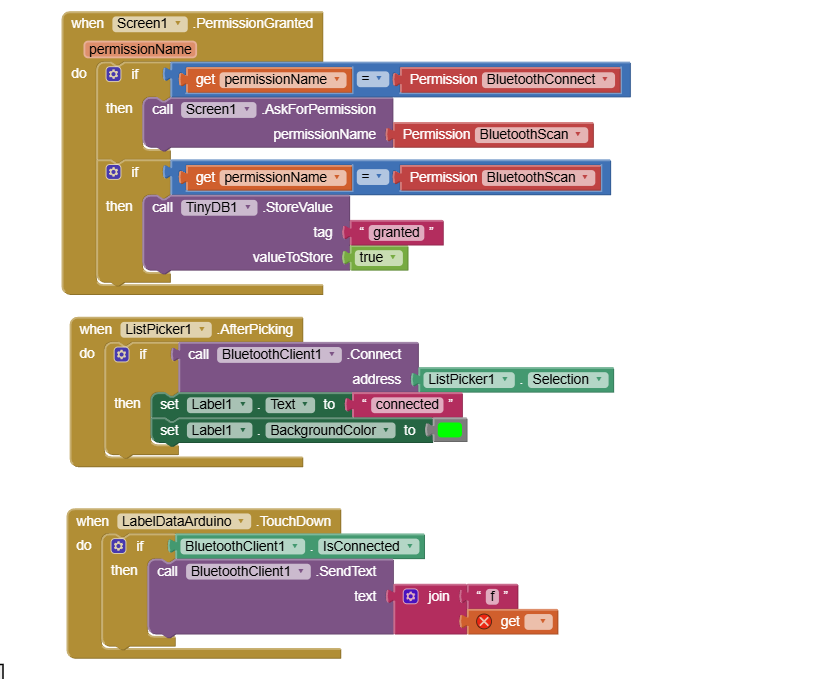 when Screen1 .PermissionGranted
permissionName
do if get permissionName = Permission BluetoothConnect
then call Screen1 .AskForPermission
permissionName Permission BluetoothScan
if get permissionName = Permission BluetoothScan
then call TinyDB1 .StoreValue
tag " granted "
valueToStore true
when ListPicker1 .AfterPicking
do if call BluetoothClient1 .Connect
address ListPicker1 . Selection
then set Label1 . Text to " connected "
set Label1 . BackgroundColor to
when LabelDataArduino .TouchDown
do if BluetoothClient1 . IsConnected
then call BluetoothClient1 .SendText
text join " f "
get